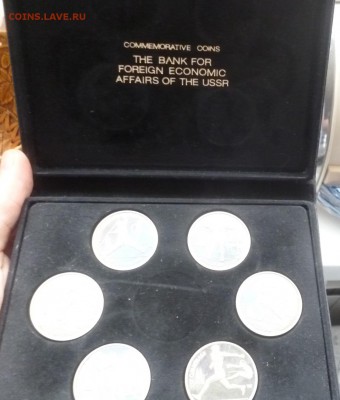 COINS.LAVE.RU
COMMEMORATIVE COINS
THE BANK FOR
FOREIGN ECONOMIC
AFFAIRS OF THE USSR